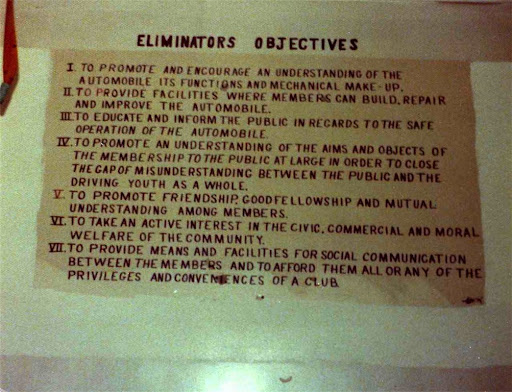 ELIMINATORS OBJECTIVES
I. TO PROMOTE AND ENCOURAGE AN UNDERSTANDING OF THE
AUTOMOBILE ITS FUNCTIONS AND MECHANICAL MAKE-UP.
II. TO PROVIDE FACILITIES WHERE MEMBERS CAN BUILD, REPAIR
AND IMPROVE THE AUTOMOBILE.
III. TO EDUCATE AND INFORM THE PUBLIC IN REGARDS TO THE SAFE
OPERATION OF THE AUTOMOBILE.
IV. TO PROMOTE AN UNDERSTANDING OF THE AIMS AND OBJECTS OF
THE MEMBERSHIP TO THE PUBLIC AT LARGE IN ORDER TO CLOSE
THE GAP OF MISUNDERSTANDING BETWEEN THE PUBLIC AND THE
DRIVING YOUTH AS A WHOLE.
V. TO PROMOTE FRIENDSHIP, GOODFELLOWSHIP AND MUTUAL
UNDERSTANDING AMONG MEMBERS.
VI. TO TAKE AN ACTIVE INTEREST IN THE CIVIC, COMMERCIAL AND MORAL
WELFARE OF THE COMMUNITY.
VII. TO PROVIDE MEANS AND FACILITIES FOR SOCIAL COMMUNICATION
BETWEEN THE MEMBERS AND TO AFFORD THEM ALL OR ANY OF THE
PRIVILEGES AND CONVENIENCES OF A CLUB.